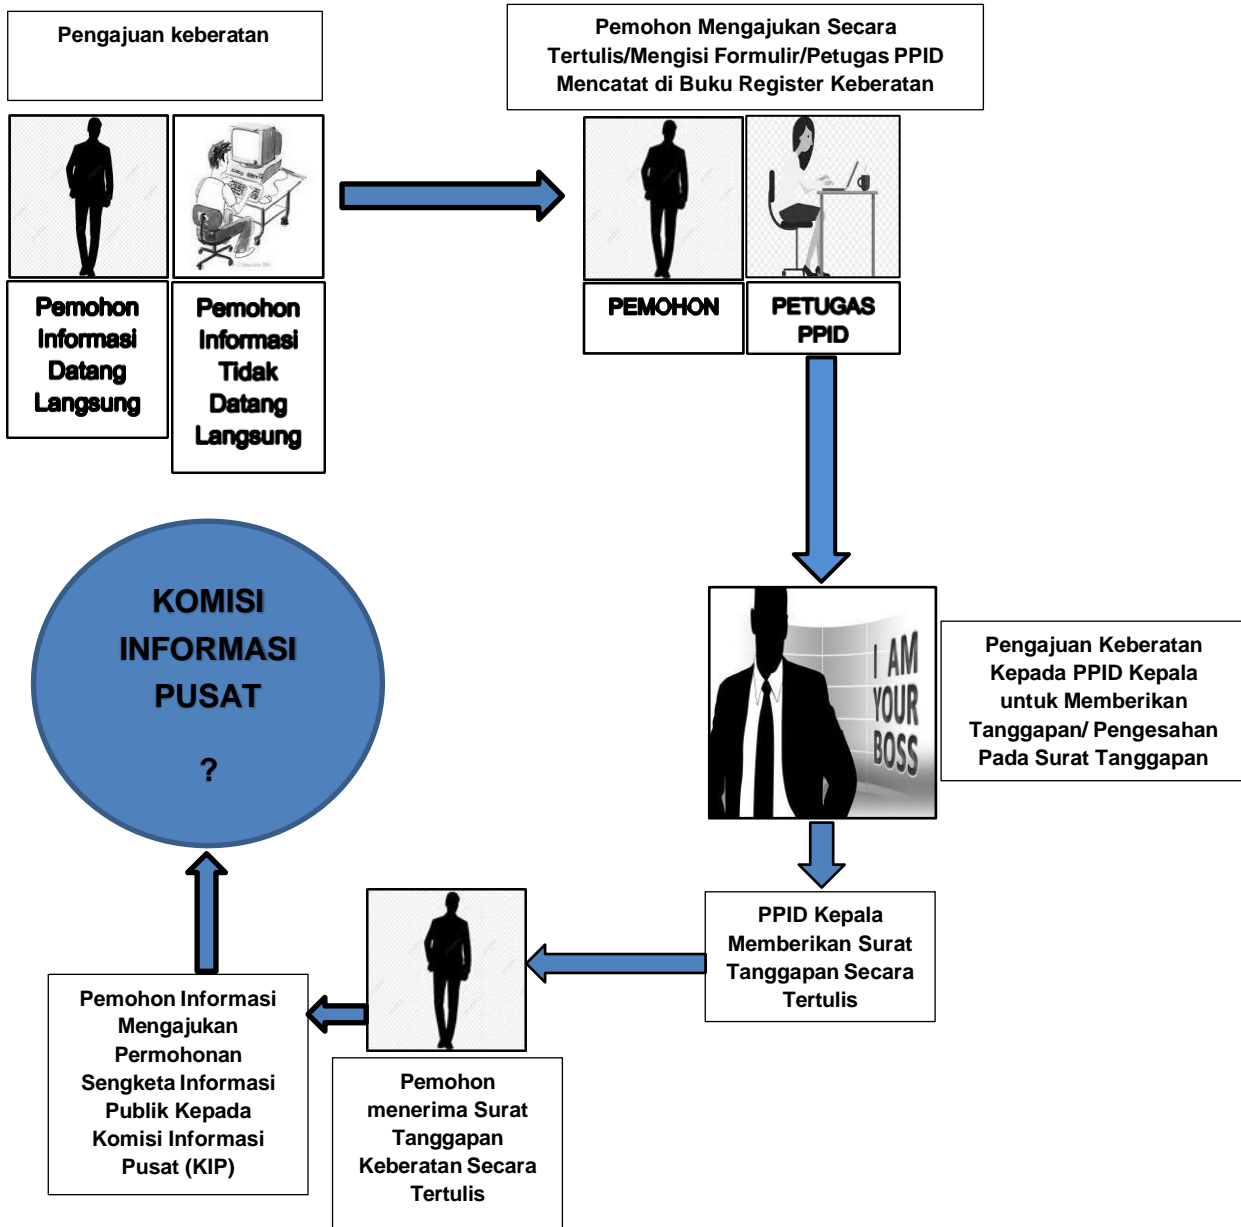 Pengajuan keberatan
Pemohon
Informasi
Datang
Langsung
Pemohon
Informasi
Tidak
Datang
Langsung
Pemohon Mengajukan Secara
Tertulis/Mengisi Formulir/Petugas PPID
Mencatat di Buku Register Keberatan
PEMOHON
PETUGAS
PPID
I AM
YOUR
BOSS
Pengajuan Keberatan
Kepada PPID Kepala
untuk Memberikan
Tanggapan/ Pengesahan
Pada Surat Tanggapan
PPID Kepala
Memberikan Surat
Tanggapan Secara
Tertulis
Pemohon
menerima Surat
Tanggapan
Keberatan Secara
Tertulis
Pemohon Informasi
Mengajukan
Permohonan
Sengketa Informasi
Publik Kepada
Komisi Informasi
Pusat (KIP)
KOMISI
INFORMASI
PUSAT
?